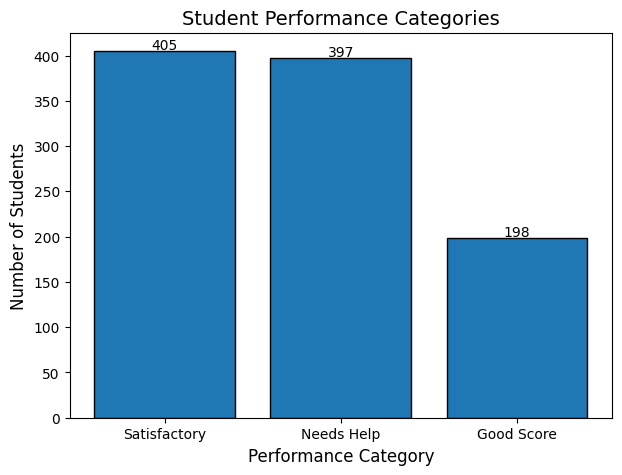 Student Performance Categories
Number of Students
400
350
300
250
200
150
100
50
0
405
397
198
Satisfactory
Needs Help
Good Score
Performance Category